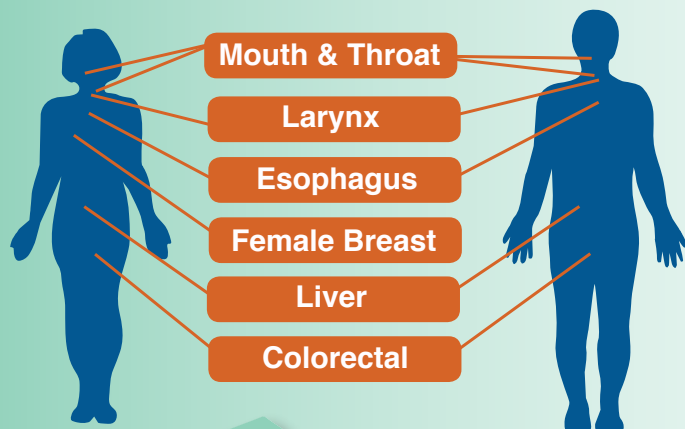 Mouth & Throat
Larynx
Esophagus
Female Breast
Liver
Colorectal